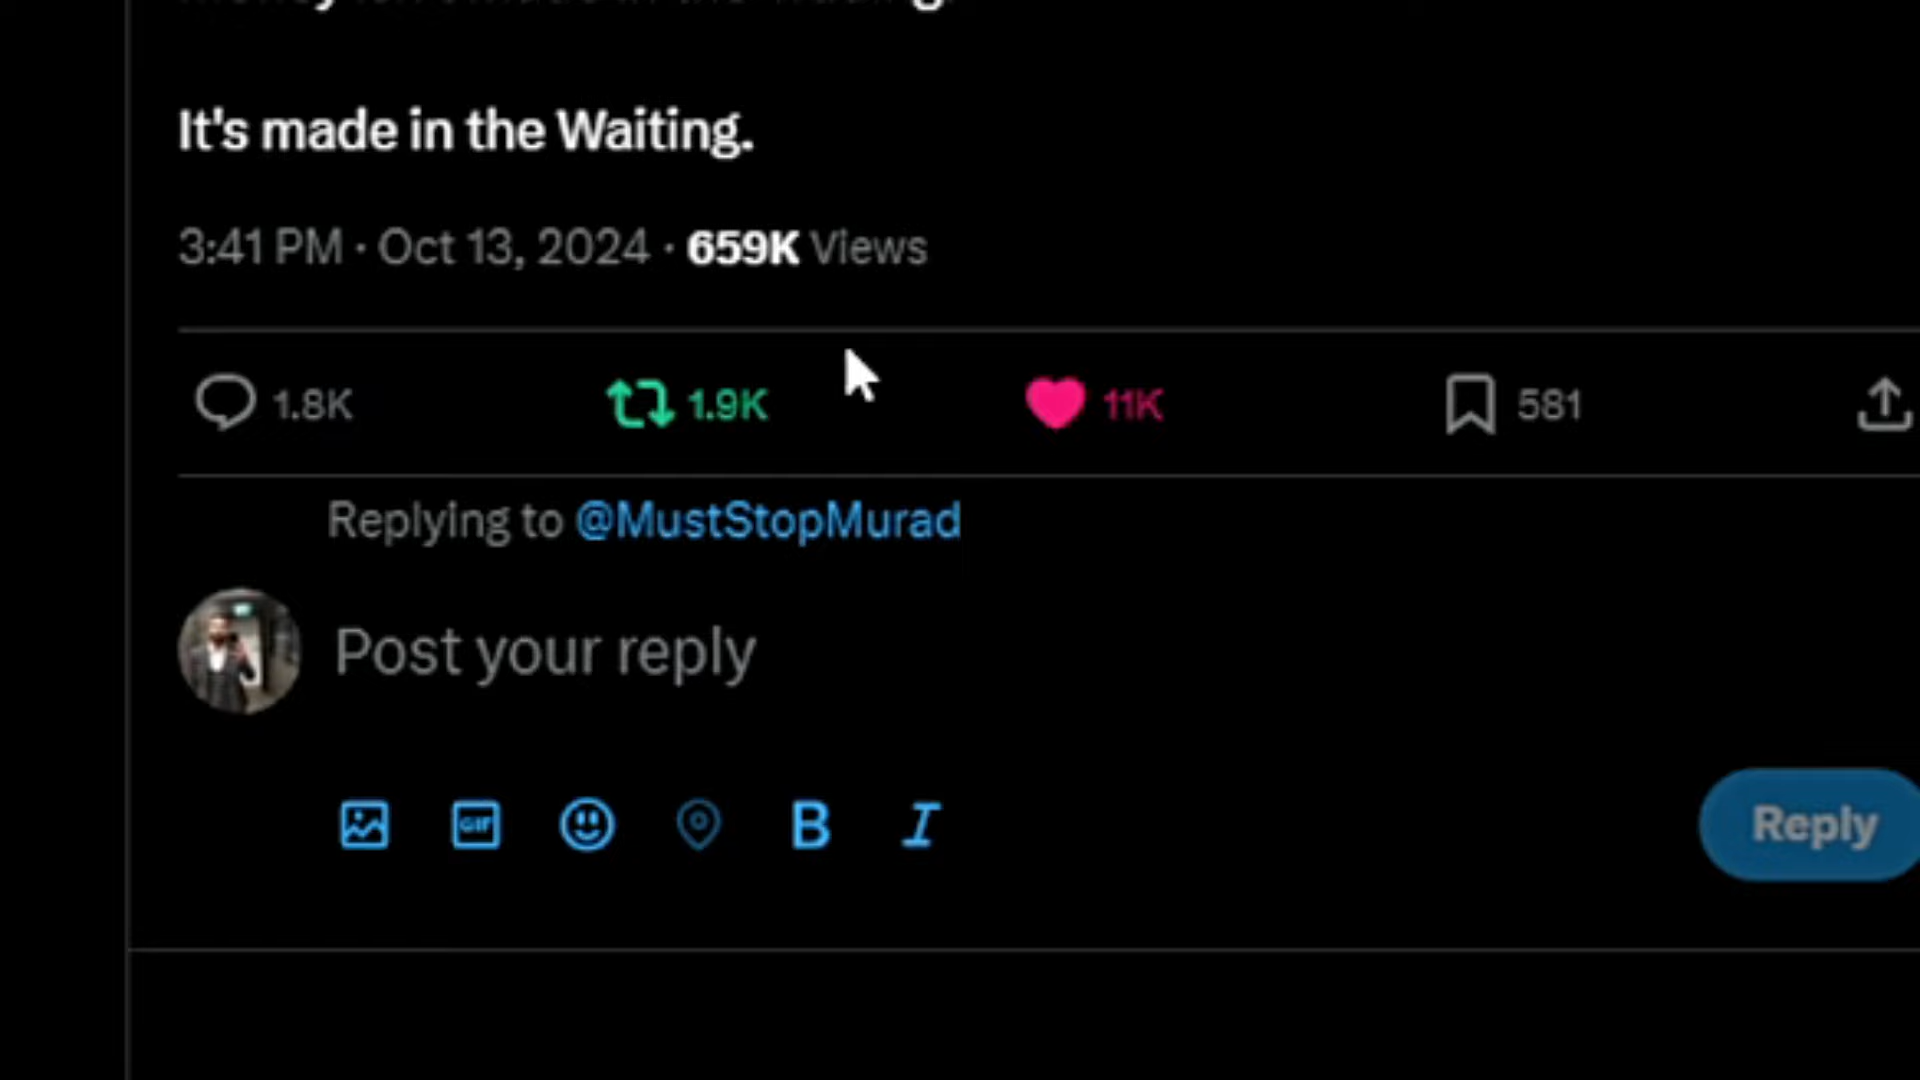 It's made in the Waiting.
3:41 PM · Oct 13, 2024 · 659K Views
1.8K 1.9K 11K 581
Replying to @MustStopMurad
Post your reply
GIF B I
Reply